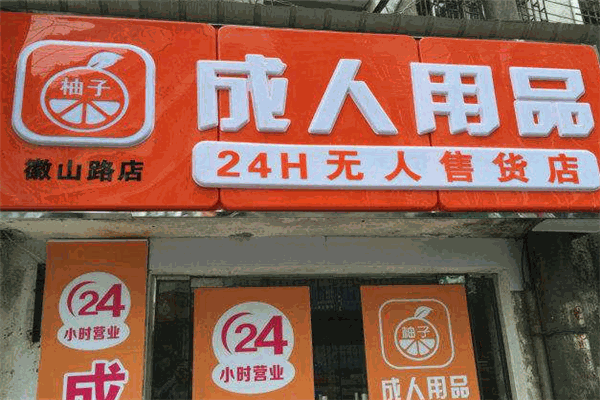 柚子
徽山路店
成人用品
24H无人售货店
24
小时营业
成
24
小时营业
柚子
成人用品